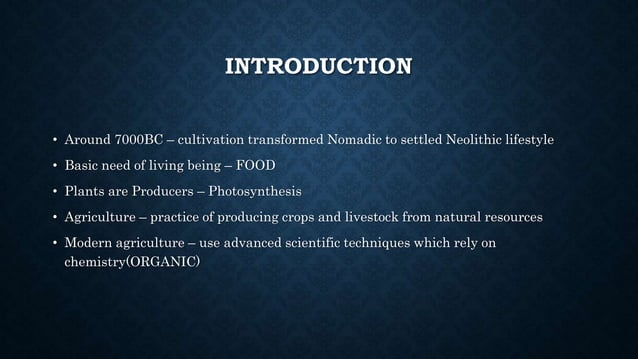 INTRODUCTION
• Around 7000BC – cultivation transformed Nomadic to settled Neolithic lifestyle
• Basic need of living being – FOOD
• Plants are Producers – Photosynthesis
• Agriculture – practice of producing crops and livestock from natural resources
• Modern agriculture – use advanced scientific techniques which rely on
chemistry(ORGANIC)